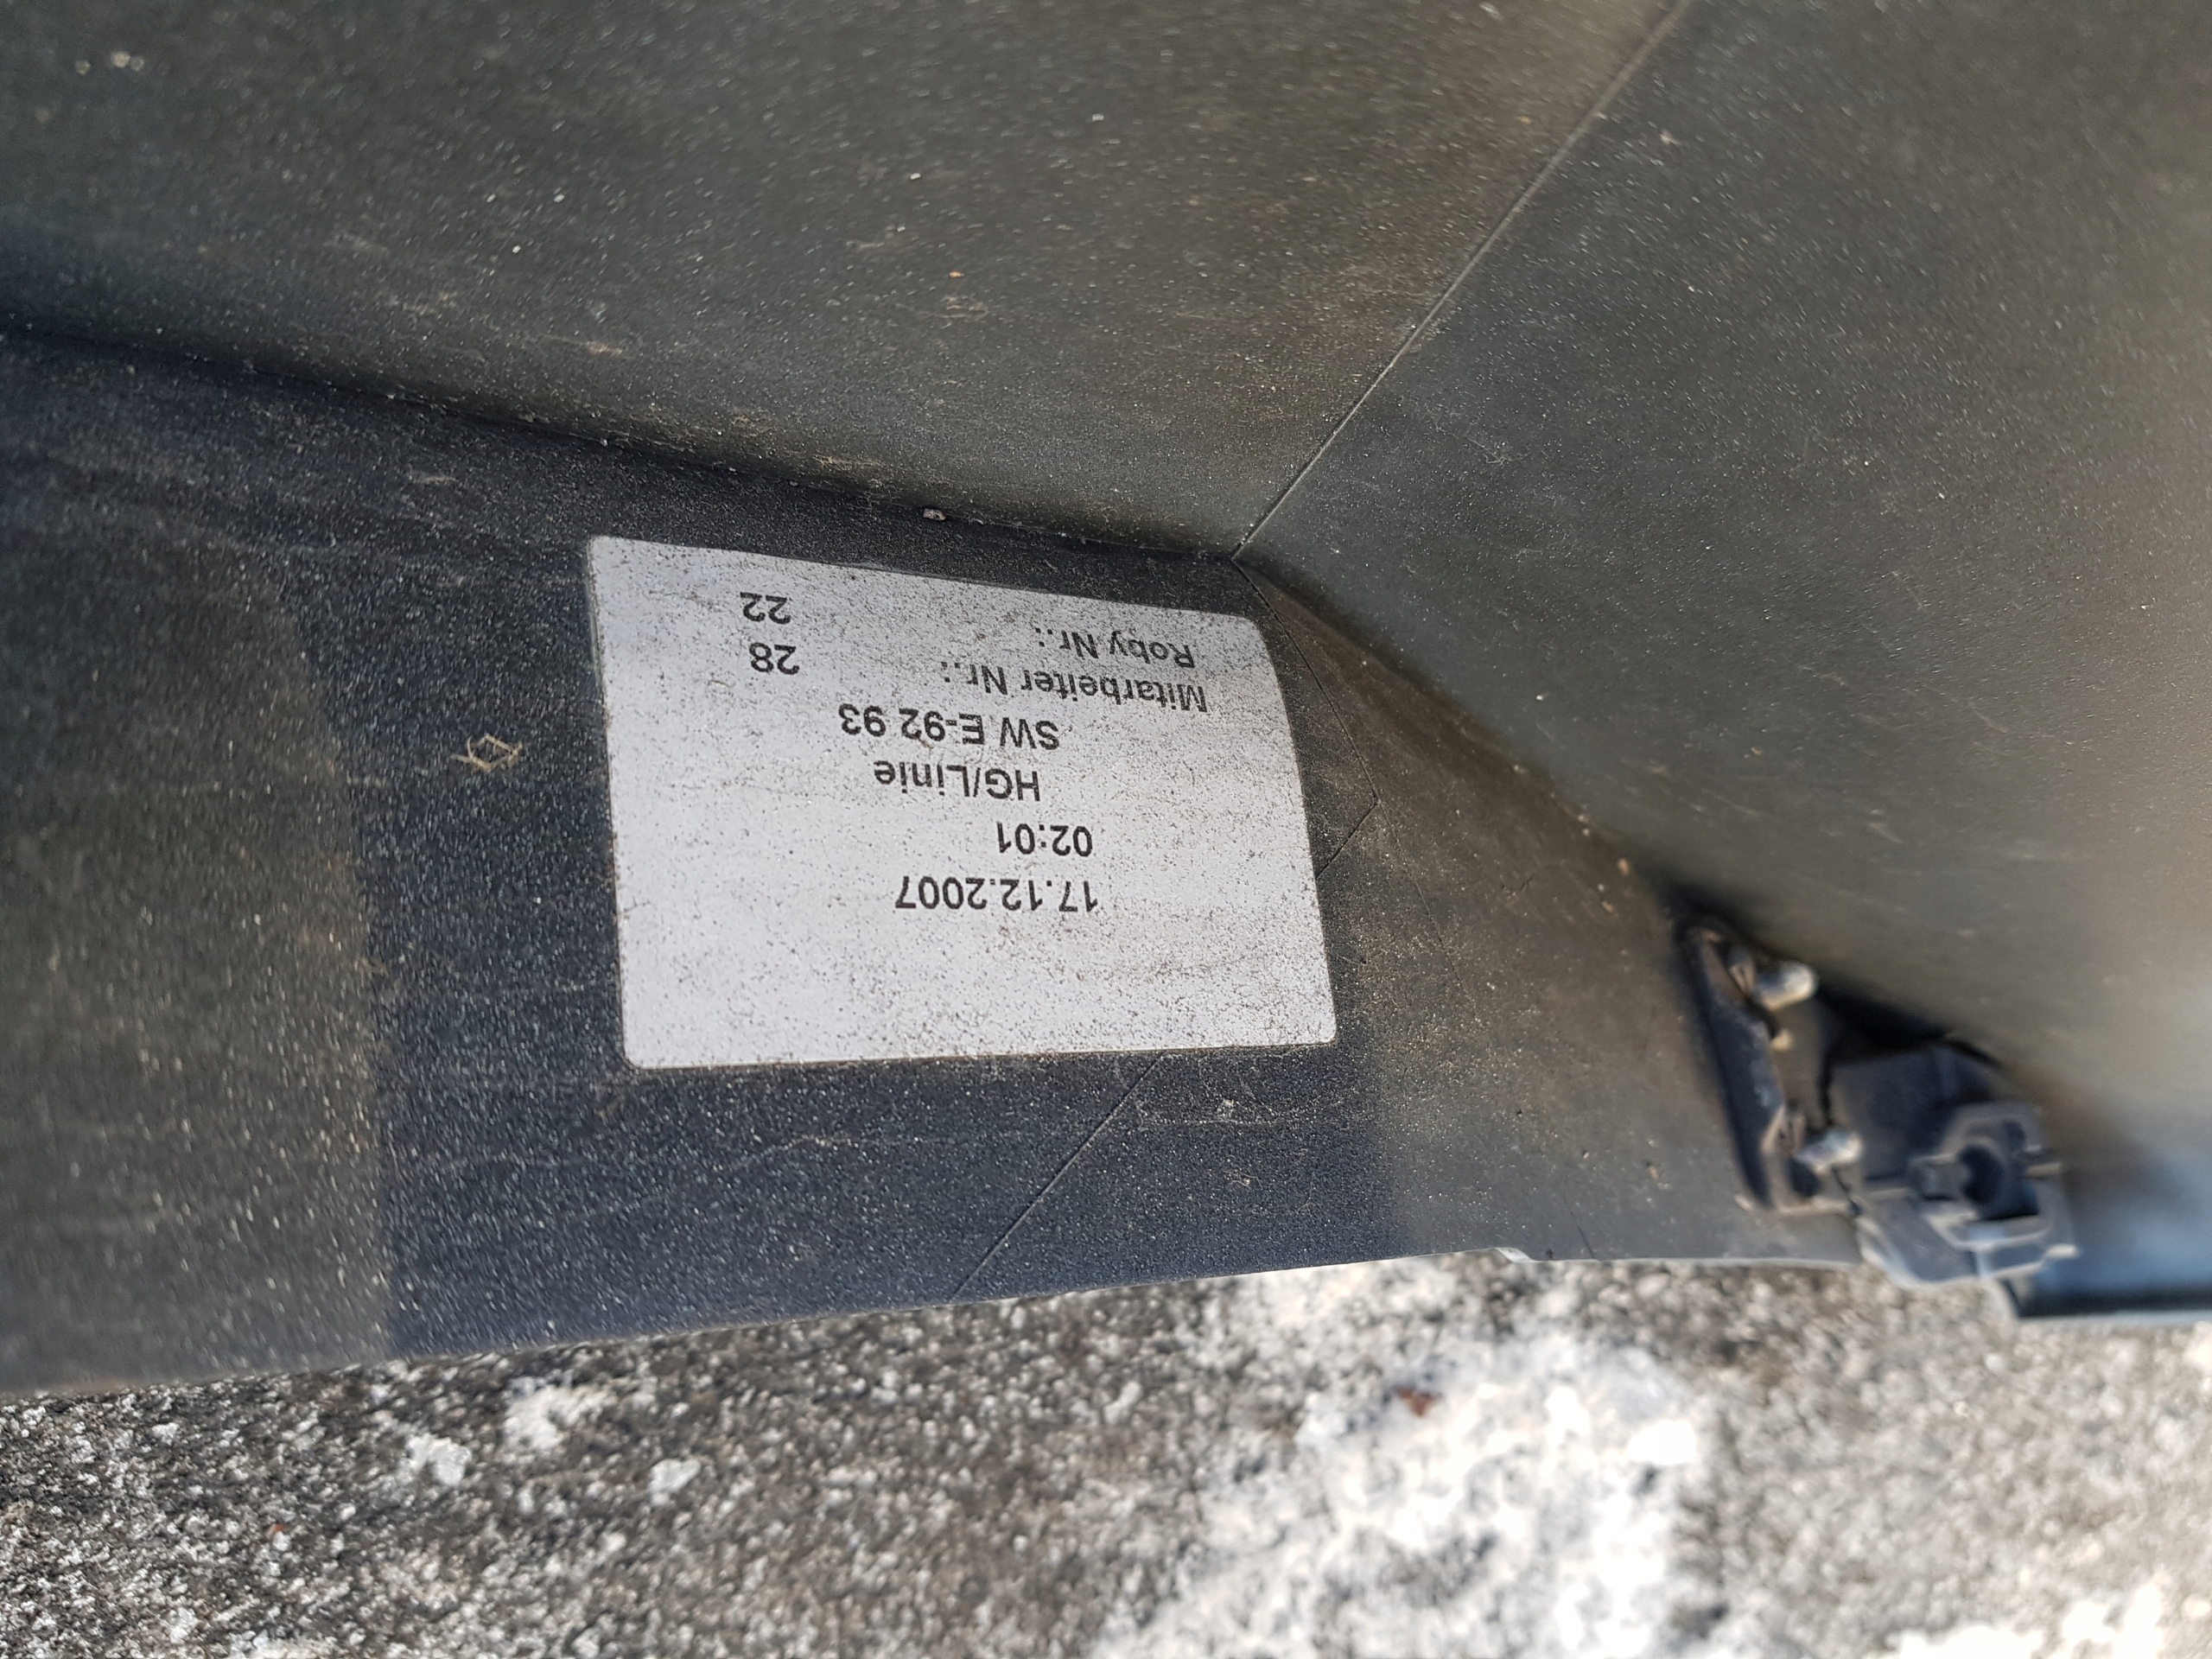 17.12.2007
02:01
HG/Linie
SW E-92 93
Mitarbeiter Nr.: 28
Roby Nr.: 22